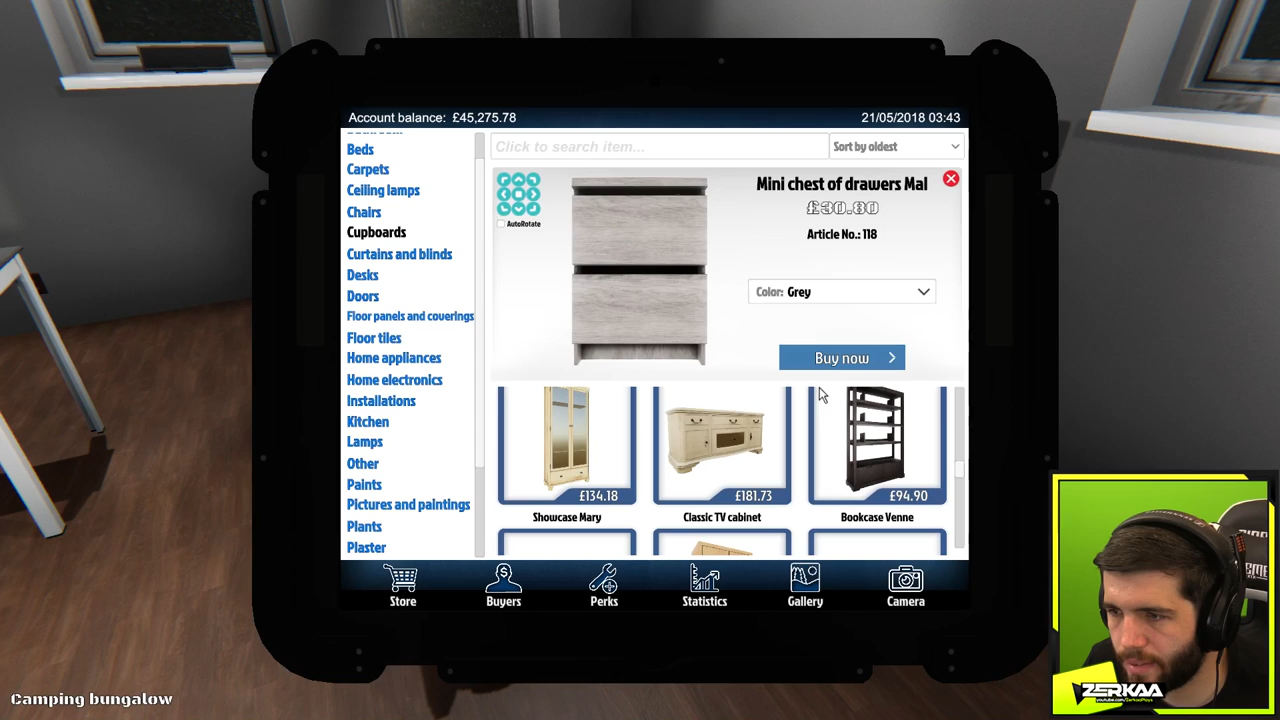 Account balance: £45,275.78
21/05/2018 03:43
Beds
Carpets
Ceiling lamps
Chairs
Cupboards
Curtains and blinds
Desks
Doors
Floor panels and coverings
Floor tiles
Home appliances
Home electronics
Installations
Kitchen
Lamps
Other
Paints
Pictures and paintings
Plants
Plaster
Click to search item...
Sort by oldest
AutoRotate
Mini chest of drawers Mal
£30.80
Article No.: 118
Color: Grey
Buy now
£134.18
£181.73
£94.90
Showcase Mary
Classic TV cabinet
Bookcase Venne
Store
Buyers
Perks
Statistics
Gallery
Camera
Camping bungalow
ZERKAA
youtube.com/ZerkaaPlays